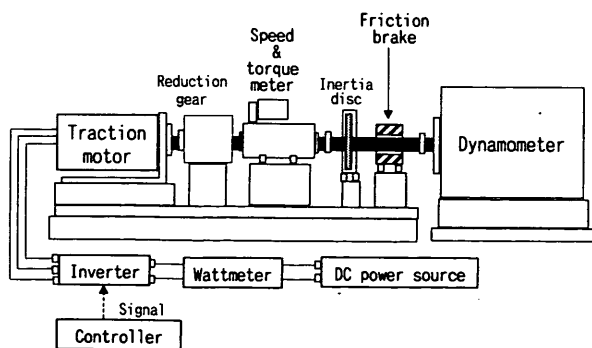 Friction
brake
Speed
&
torque
meter
Reduction
gear
Inertia
disc
Traction
motor
Dynamometer
Inverter
Wattmeter
DC power source
Signal
Controller